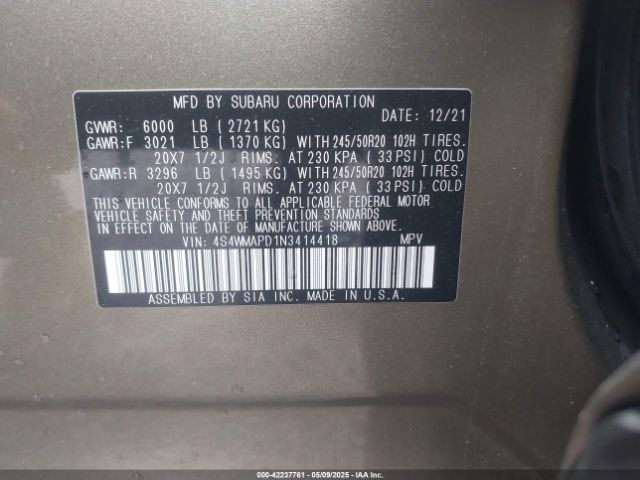 MFD BY SUBARU CORPORATION
DATE: 12/21
GVWR: 6000 LB ( 2721 KG)
GAWR:F 3021 LB ( 1370 KG) WITH 245/50R20 102H TIRES.
20X7 1/2J RIMS. AT 230 KPA ( 33 PSI) COLD
GAWR:R 3296 LB ( 1495 KG) WITH 245/50R20 102H TIRES.
20X7 1/2J RIMS. AT 230 KPA ( 33 PSI) COLD
THIS VEHICLE CONFORMS TO ALL APPLICABLE FEDERAL MOTOR
VEHICLE SAFETY AND THEFT PREVENTION STANDARDS
IN EFFECT ON THE DATE OF MANUFACTURE SHOWN ABOVE.
VIN: 4S4WMAPD1N3414418 MPV
ASSEMBLED BY SIA INC. MADE IN U.S.A.
000-42237761 - 05/09/2025 - IAAI.COM